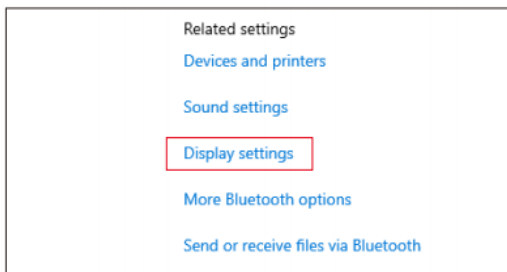 Related settings
Devices and printers
Sound settings
Display settings
More Bluetooth options
Send or receive files via Bluetooth